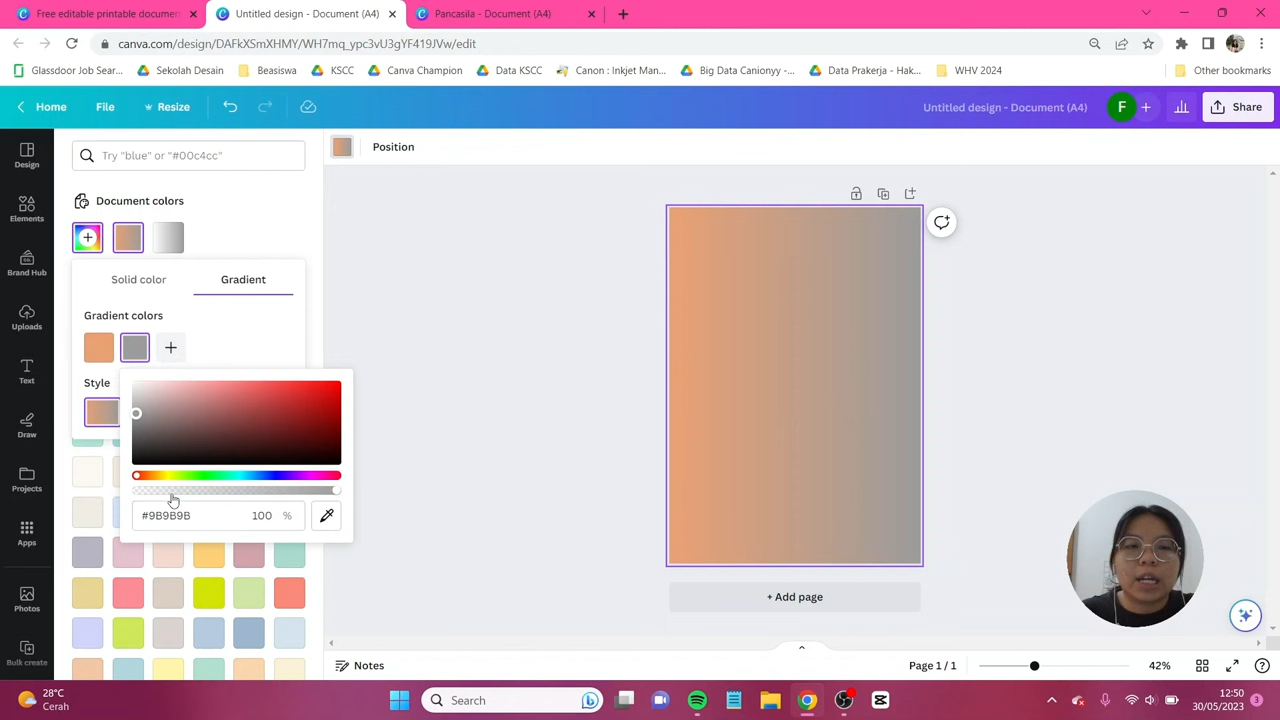 Free editable printable documen
Untitled design - Document (A4)
Pancasila - Document (A4)
canva.com/design/DAFkXSmXHMY/WH7mq_ypc3vU3gYF419JVw/edit
Glassdoor Job Sear...
Sekolah Desain
Beasiswa
KSCC
Canva Champion
Data KSCC
Canon : Inkjet Man...
Big Data Canionyy -...
Data Prakerja - Hak...
WHV 2024
Other bookmarks
Home
File
Resize
Untitled design - Document (A4)
F
Share
Design
Elements
Brand Hub
Uploads
Text
Draw
Projects
Apps
Photos
Bulk create
Try "blue" or "#00c4cc"
Document colors
Solid color
Gradient
Gradient colors
Style
#9B9B9B
100 %
Position
+ Add page
Notes
Page 1 / 1
42%
28°C
Cerah
Search
12:50
30/05/2023
3